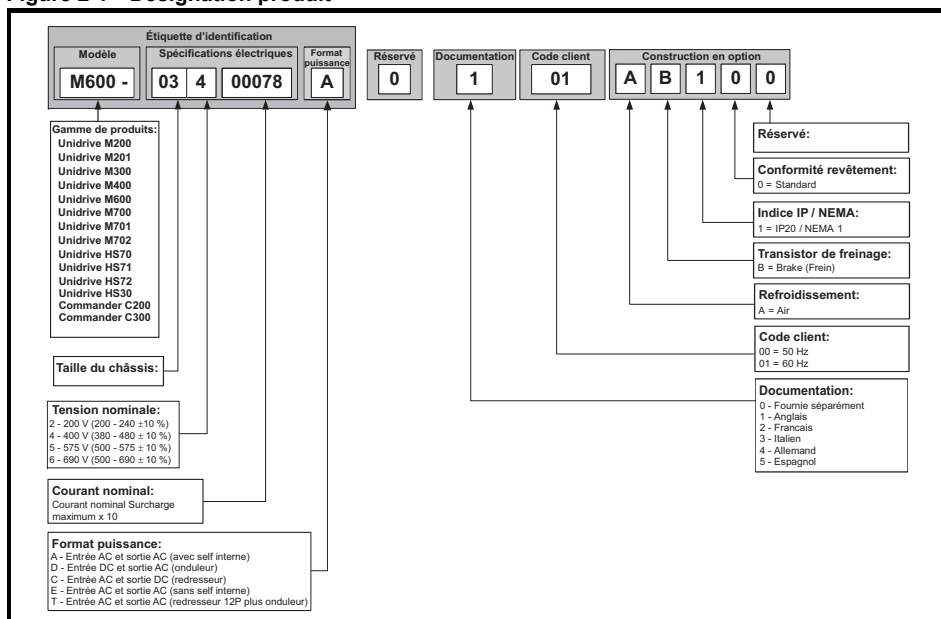 Figure 2-1 Désignation produit
Étiquette d'identification
Modèle
Spécifications électriques
Format
puissance
Réservé
Documentation
Code client
Construction en option
M600 -
03
4
00078
A
0
1
01
A
B
1
0
0
Gamme de produits:
Unidrive M200
Unidrive M201
Unidrive M300
Unidrive M400
Unidrive M600
Unidrive M700
Unidrive M701
Unidrive M702
Unidrive HS70
Unidrive HS71
Unidrive HS72
Unidrive HS30
Commander C200
Commander C300
Taille du châssis:
Tension nominale:
2 - 200 V (200 - 240 ±10 %)
4 - 400 V (380 - 480 ± 10 %)
5 - 575 V (500 - 575 ± 10 %)
6 - 690 V (500 - 690 ± 10 %)
Courant nominal:
Courant nominal Surcharge
maximum x 10
Format puissance:
A - Entrée AC et sortie AC (avec self interne)
D - Entrée DC et sortie AC (onduleur)
C - Entrée AC et sortie DC (redresseur)
E - Entrée AC et sortie AC (sans self interne)
T - Entrée AC et sortie AC (redresseur 12P plus onduleur)
Réservé:
Conformité revêtement:
0 = Standard
Indice IP / NEMA:
1 = IP20 / NEMA 1
Transistor de freinage:
B = Brake (Frein)
Refroidissement:
A = Air
Code client:
00 = 50 Hz
01 = 60 Hz
Documentation:
0 - Fournie séparément
1 - Anglais
2 - Francais
3 - Italien
4 - Allemand
5 - Espagnol